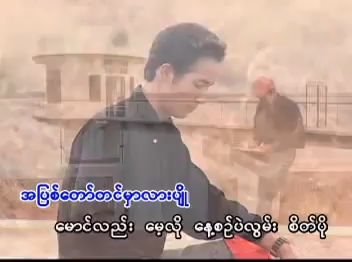 အပြစ်တော်တင်မှာလားပျို
မောင်လည်း မေ့လို့ နေ့စဉ်ပဲလွမ်း စိတ်ပို